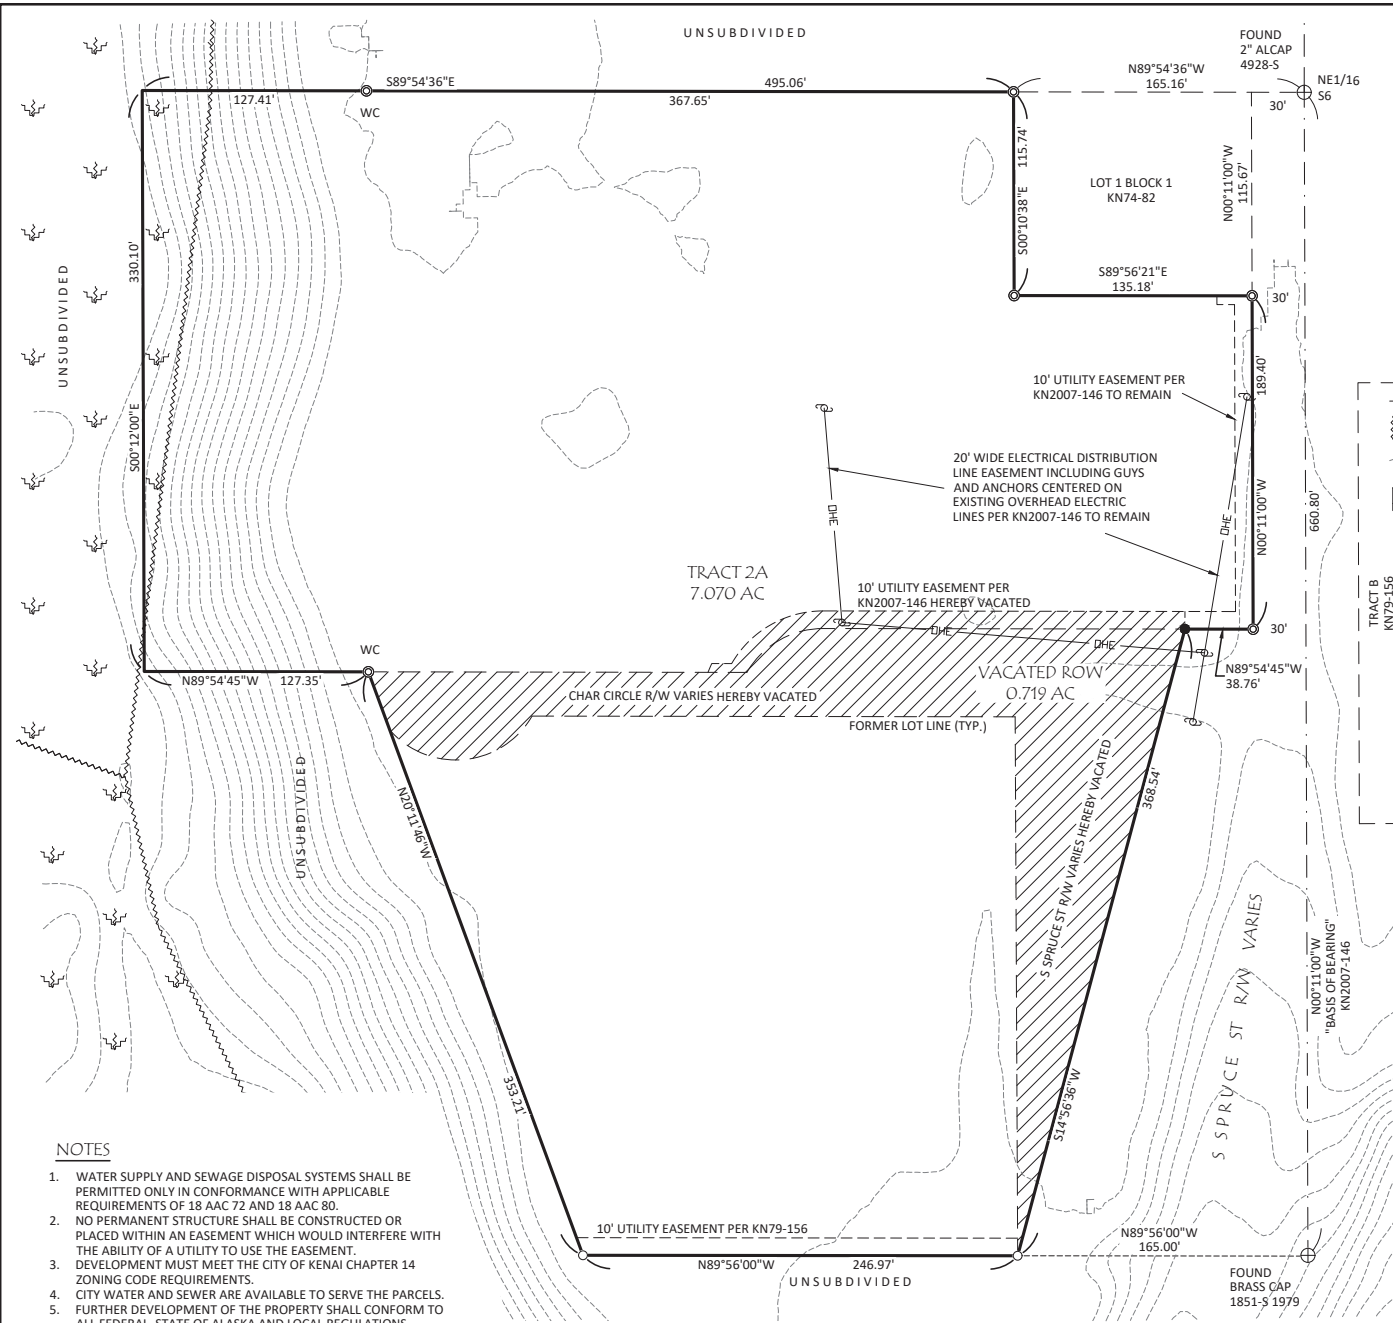 UNSUBDIVIDED
FOUND
2" ALCAP
4928-S
NE1/16
S6
S89°54'36"E
495.06'
127.41'
367.65'
WC
N89°54'36"W
165.16'
30'
115.74'
S00°10'38"E
LOT 1 BLOCK 1
KN74-82
N00°11'00"W
115.67'
S89°56'21"E
135.18'
30'
330.10'
UNSUBDIVIDED
S00°12'00"E
10' UTILITY EASEMENT PER
KN2007-146 TO REMAIN
189.40'
20' WIDE ELECTRICAL DISTRIBUTION
LINE EASEMENT INCLUDING GUYS
AND ANCHORS CENTERED ON
EXISTING OVERHEAD ELECTRIC
LINES PER KN2007-146 TO REMAIN
OHE
OHE
N00°11'00"W
660.80'
TRACT B
KN79-156
TRACT 2A
7.070 AC
10' UTILITY EASEMENT PER
KN2007-146 HEREBY VACATED
OHE
OHE
30'
N89°54'45"W
38.76'
WC
N89°54'45"W
127.35'
CHAR CIRCLE R/W VARIES HEREBY VACATED
VACATED ROW
0.719 AC
FORMER LOT LINE (TYP.)
UNSUBDIVIDED
N20°11'46"W
353.21'
S SPRUCE ST R/W VARIES HEREBY VACATED
368.54'
S14°56'36"W
S SPRUCE ST R/W VARIES
N00°11'00"W
"BASIS OF BEARING"
KN2007-146
NOTES
1. WATER SUPPLY AND SEWAGE DISPOSAL SYSTEMS SHALL BE
PERMITTED ONLY IN CONFORMANCE WITH APPLICABLE
REQUIREMENTS OF 18 AAC 72 AND 18 AAC 80.
2. NO PERMANENT STRUCTURE SHALL BE CONSTRUCTED OR
PLACED WITHIN AN EASEMENT WHICH WOULD INTERFERE WITH
THE ABILITY OF A UTILITY TO USE THE EASEMENT.
3. DEVELOPMENT MUST MEET THE CITY OF KENAI CHAPTER 14
ZONING CODE REQUIREMENTS.
4. CITY WATER AND SEWER ARE AVAILABLE TO SERVE THE PARCELS.
5. FURTHER DEVELOPMENT OF THE PROPERTY SHALL CONFORM TO
ALL FEDERAL, STATE OF ALASKA AND LOCAL REGULATIONS
10' UTILITY EASEMENT PER KN79-156
N89°56'00"W
246.97'
UNSUBDIVIDED
N89°56'00"W
165.00'
FOUND
BRASS CAP
1851-S 1979